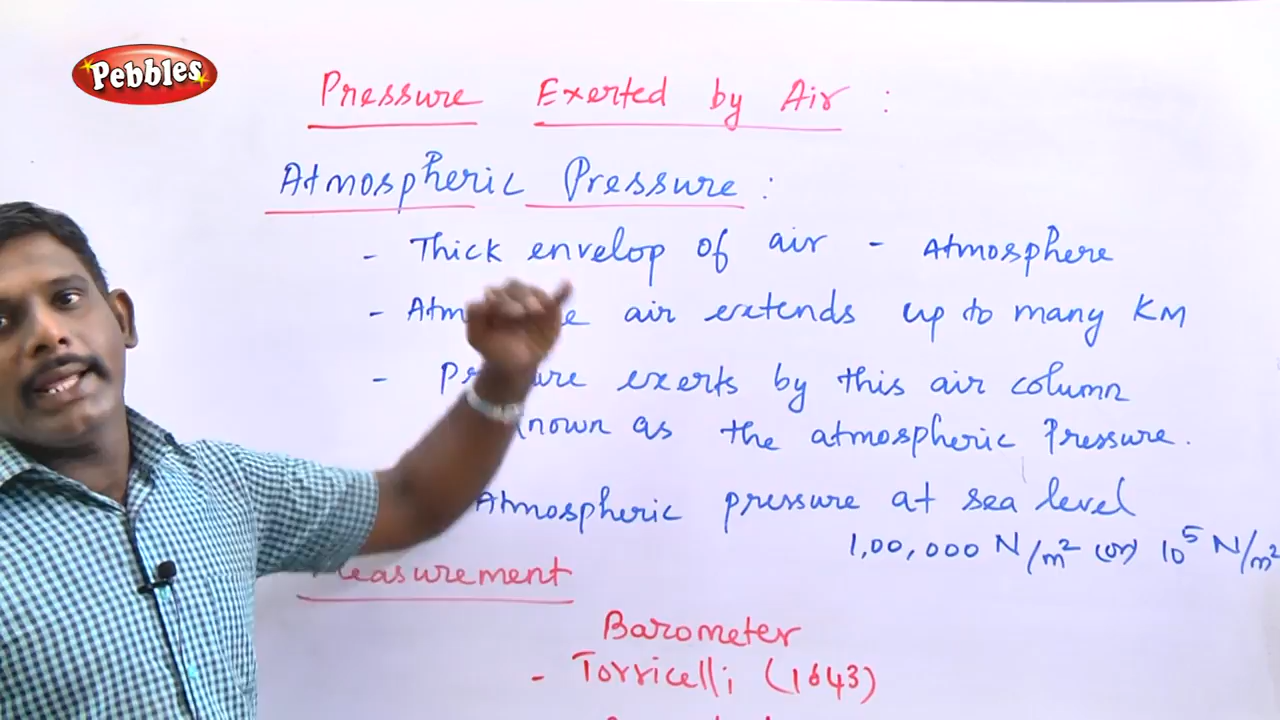 Pebbles
Pressure Exerted by Air :
Atmospheric Pressure :
- Thick envelop of air - Atmosphere
- air extends up to many KM
- exerts by this air column
as the atmospheric Pressure.
Atmospheric pressure at sea level
1,00,000 N/m² (or) 10⁵ N/m²
Measurement
Barometer
- Torricelli (1643)